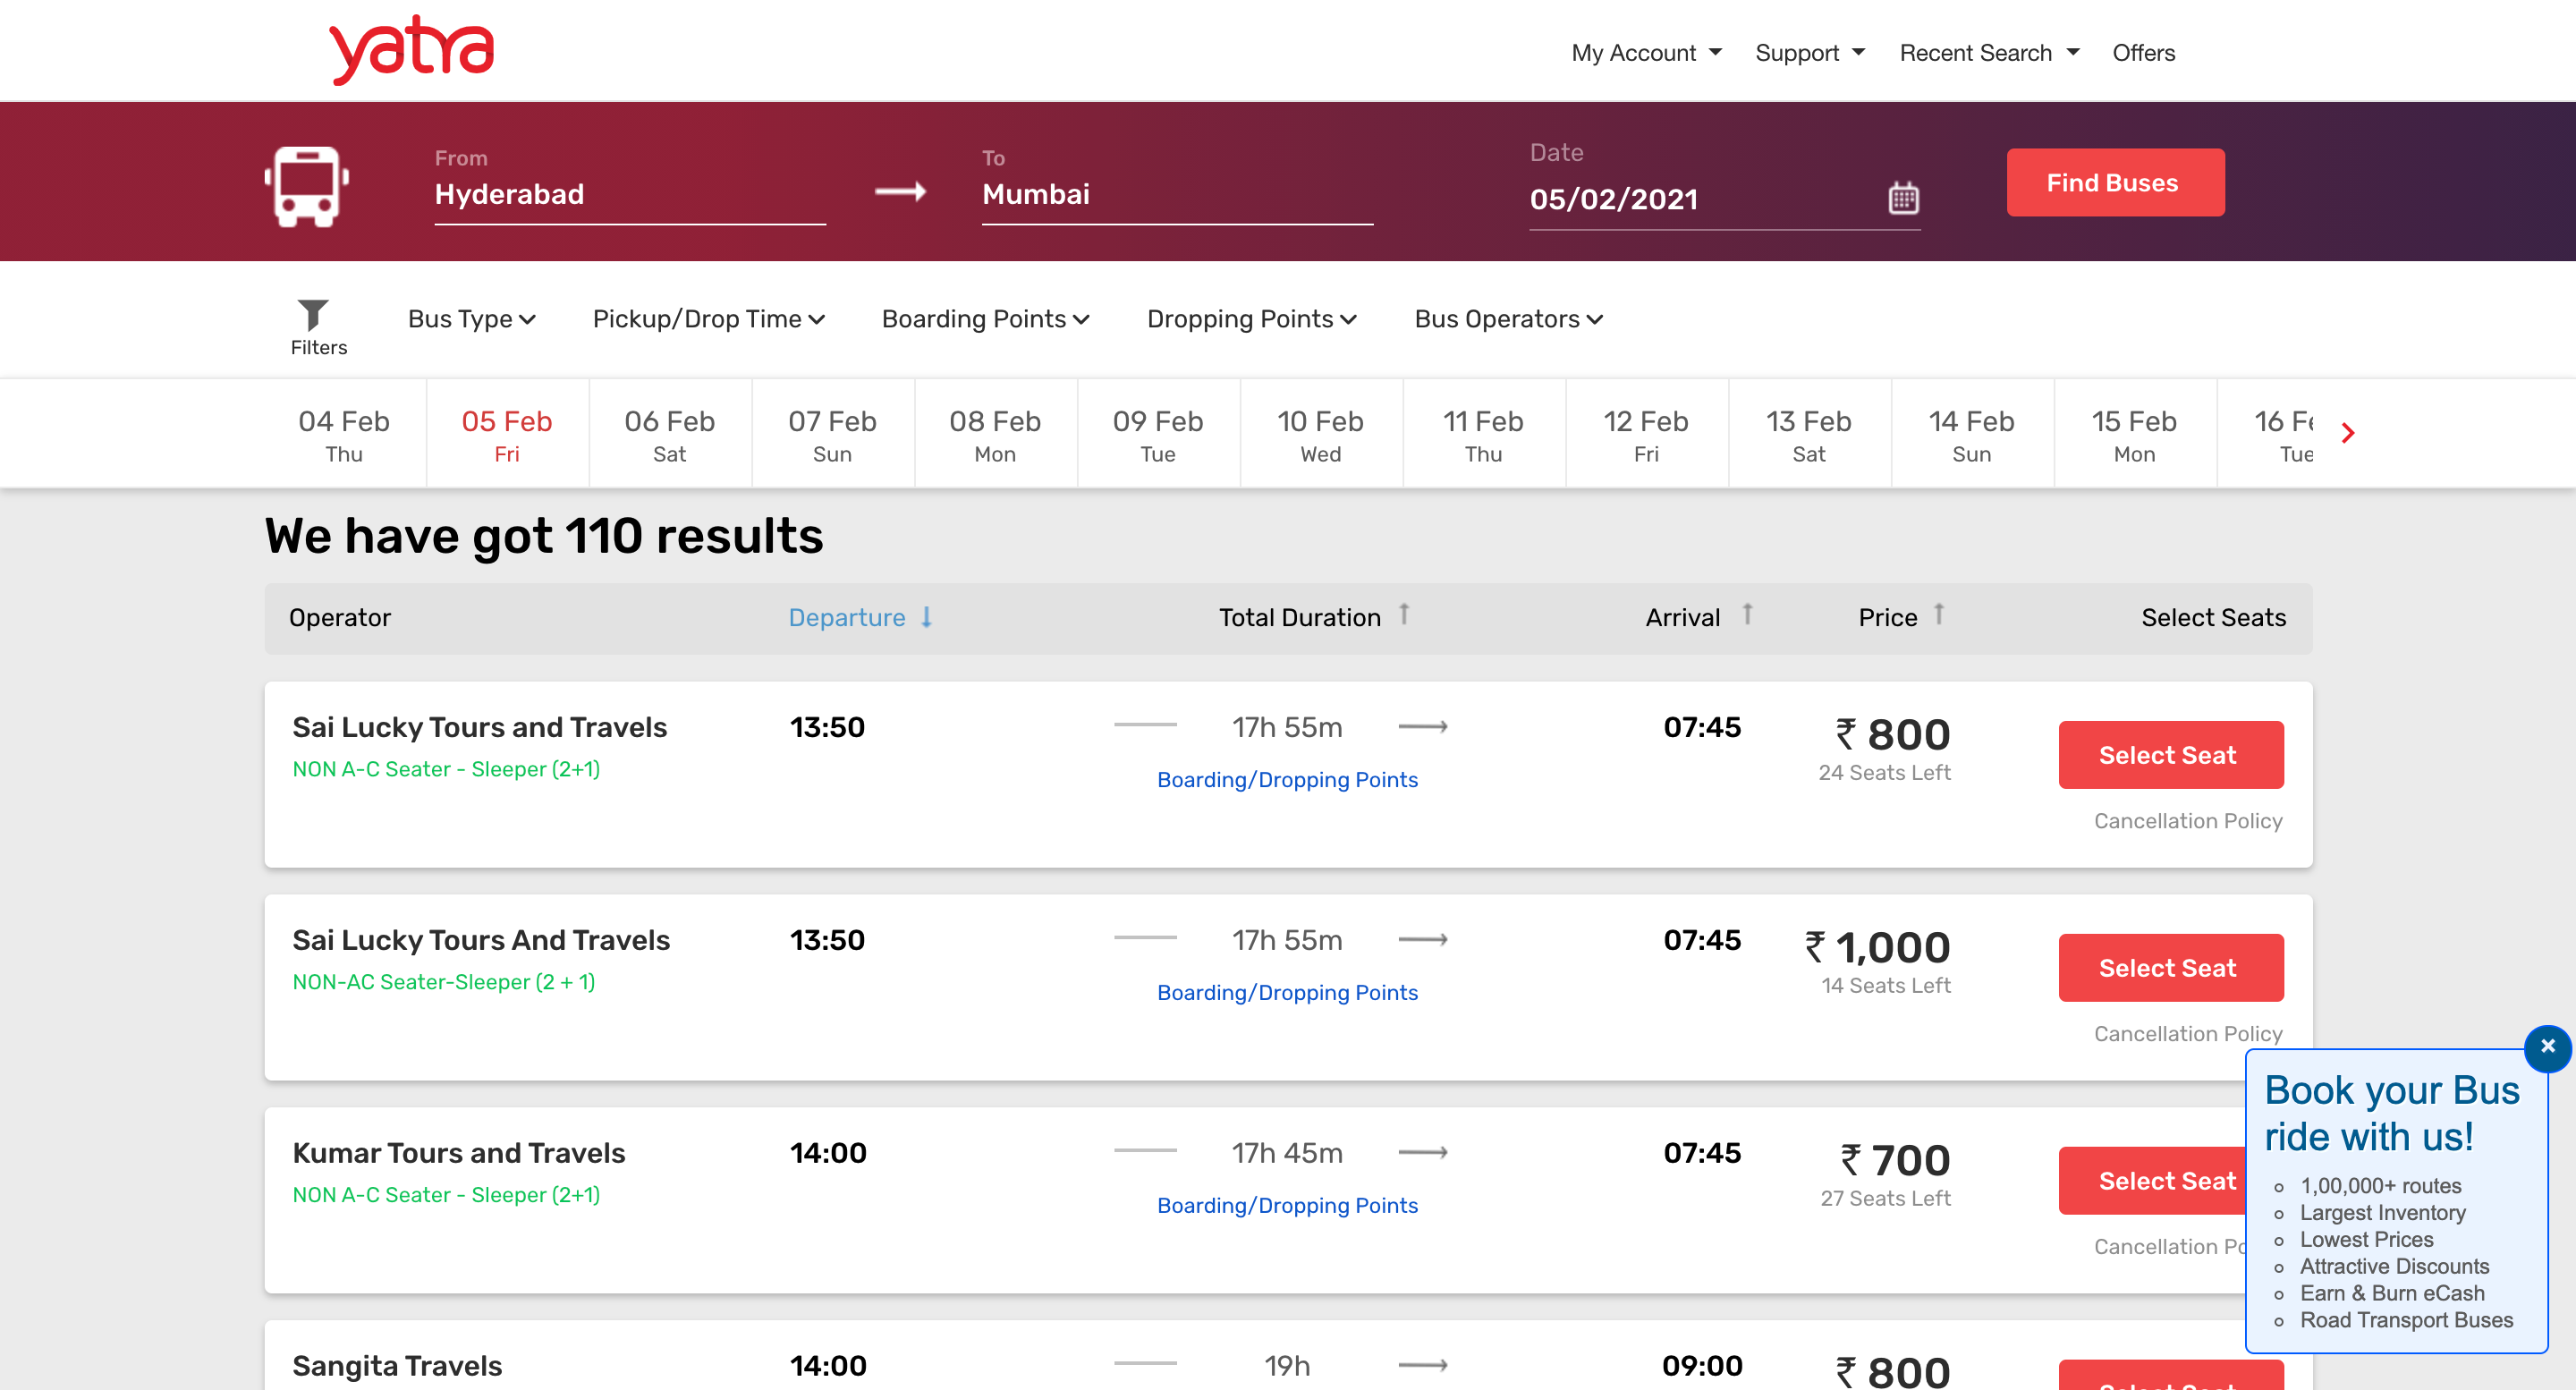 yatra
My Account Support Recent Search Offers
From
Hyderabad
To
Mumbai
Date
05/02/2021
Find Buses
Filters
Bus Type Pickup/Drop Time Boarding Points Dropping Points Bus Operators
04 Feb
Thu
05 Feb
Fri
06 Feb
Sat
07 Feb
Sun
08 Feb
Mon
09 Feb
Tue
10 Feb
Wed
11 Feb
Thu
12 Feb
Fri
13 Feb
Sat
14 Feb
Sun
15 Feb
Mon
16 Fe
Tue
We have got 110 results
Operator Departure Total Duration Arrival Price Select Seats
Sai Lucky Tours and Travels 13:50 17h 55m 07:45 ₹ 800 Select Seat
NON A-C Seater - Sleeper (2+1) Boarding/Dropping Points 24 Seats Left
Cancellation Policy
Sai Lucky Tours And Travels 13:50 17h 55m 07:45 ₹ 1,000 Select Seat
NON-AC Seater-Sleeper (2 + 1) Boarding/Dropping Points 14 Seats Left
Cancellation Policy
Kumar Tours and Travels 14:00 17h 45m 07:45 ₹ 700 Select Seat
NON A-C Seater - Sleeper (2+1) Boarding/Dropping Points 27 Seats Left
Cancellation Po
Sangita Travels 14:00 19h 09:00 ₹ 800
Select Seat
×
Book your Bus
ride with us!
1,00,000+ routes
Largest Inventory
Lowest Prices
Attractive Discounts
Earn & Burn eCash
Road Transport Buses